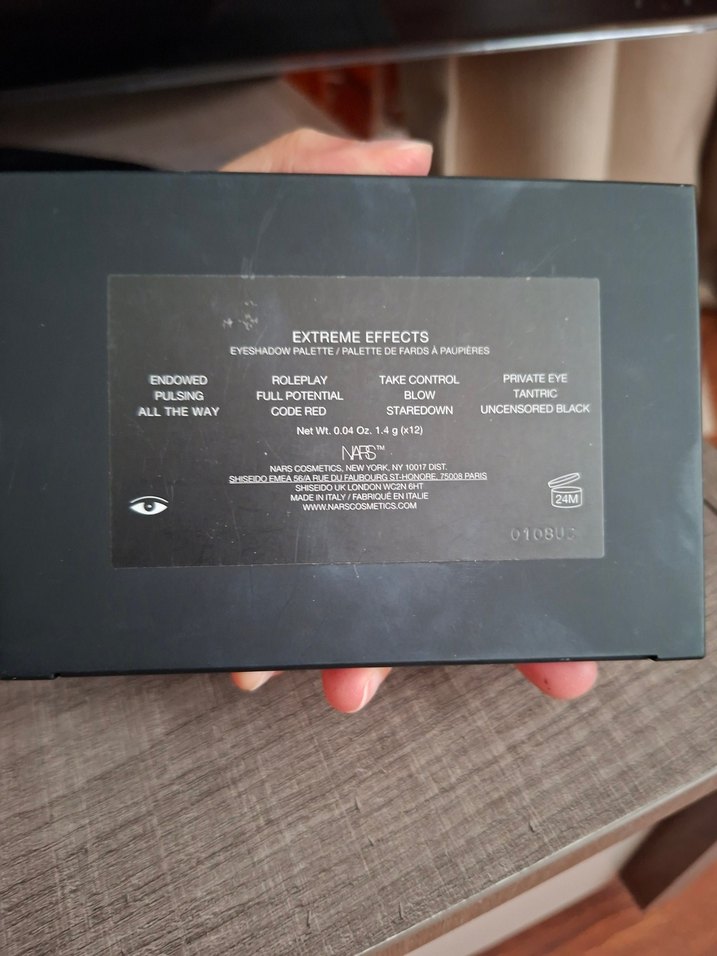 EXTREME EFFECTS
EYESHADOW PALETTE / PALETTE DE FARDS À PAUPIÈRES
ENDOWED ROLEPLAY TAKE CONTROL PRIVATE EYE
PULSING FULL POTENTIAL BLOW TANTRIC
ALL THE WAY CODE RED STAREDOWN UNCENSORED BLACK
Net Wt. 0.04 Oz. 1.4 g (x12)
NARS™
NARS COSMETICS, NEW YORK, NY 10017 DIST.
SHISEIDO EMEA 56/A RUE DU FAUBOURG ST-HONORE, 75008 PARIS
SHISEIDO UK LONDON WC2N 6HT
MADE IN ITALY / FABRIQUÉ EN ITALIE
WWW.NARSCOSMETICS.COM
24M